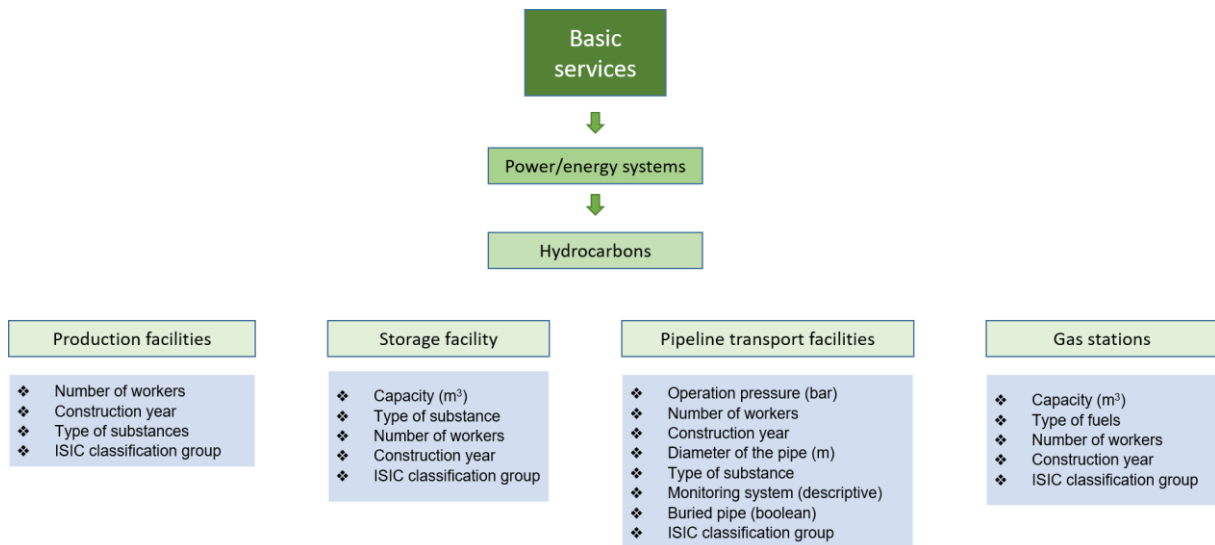 Basic
services
Power/energy systems
Hydrocarbons
Production facilities
❖ Number of workers
❖ Construction year
❖ Type of substances
❖ ISIC classification group
Storage facility
❖ Capacity (m³)
❖ Type of substance
❖ Number of workers
❖ Construction year
❖ ISIC classification group
Pipeline transport facilities
❖ Operation pressure (bar)
❖ Number of workers
❖ Construction year
❖ Diameter of the pipe (m)
❖ Type of substance
❖ Monitoring system (descriptive)
❖ Buried pipe (boolean)
❖ ISIC classification group
Gas stations
❖ Capacity (m³)
❖ Type of fuels
❖ Number of workers
❖ Construction year
❖ ISIC classification group